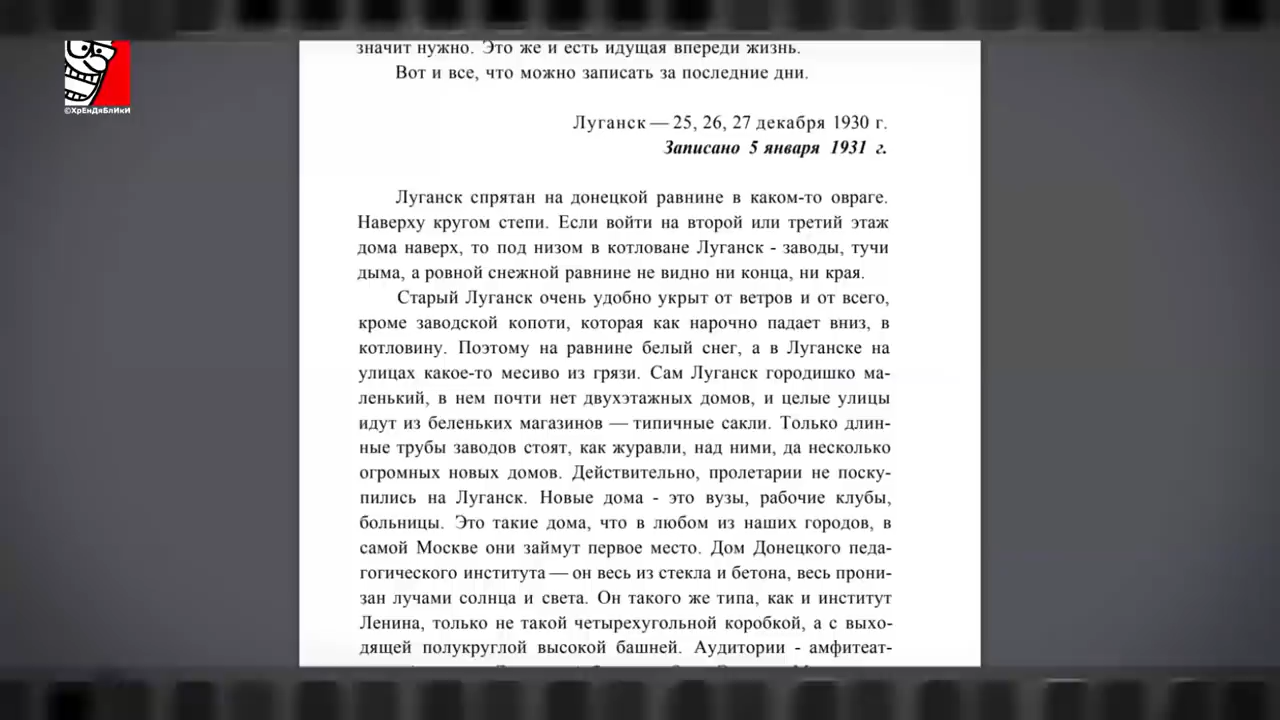 ©ХрЕнДяБлИкИ
значит нужно. Это же и есть идущая впереди жизнь.
Вот и все, что можно записать за последние дни.
Луганск — 25, 26, 27 декабря 1930 г.
Записано 5 января 1931 г.
Луганск спрятан на донецкой равнине в каком-то овраге.
Наверху кругом степи. Если войти на второй или третий этаж
дома наверх, то под низом в котловане Луганск - заводы, тучи
дыма, а ровной снежной равнине не видно ни конца, ни края.
Старый Луганск очень удобно укрыт от ветров и от всего,
кроме заводской копоти, которая как нарочно падает вниз, в
котловину. Поэтому на равнине белый снег, а в Луганске на
улицах какое-то месиво из грязи. Сам Луганск городишко ма-
ленький, в нем почти нет двухэтажных домов, и целые улицы
идут из беленьких магазинов — типичные сакли. Только длин-
ные трубы заводов стоят, как журавли, над ними, да несколько
огромных новых домов. Действительно, пролетарии не поску-
пились на Луганск. Новые дома - это вузы, рабочие клубы,
больницы. Это такие дома, что в любом из наших городов, в
самой Москве они займут первое место. Дом Донецкого педа-
гогического института — он весь из стекла и бетона, весь прони-
зан лучами солнца и света. Он такого же типа, как и институт
Ленина, только не такой четырехугольной коробкой, а с выхо-
дящей полукруглой высокой башней. Аудитории - амфитеат-